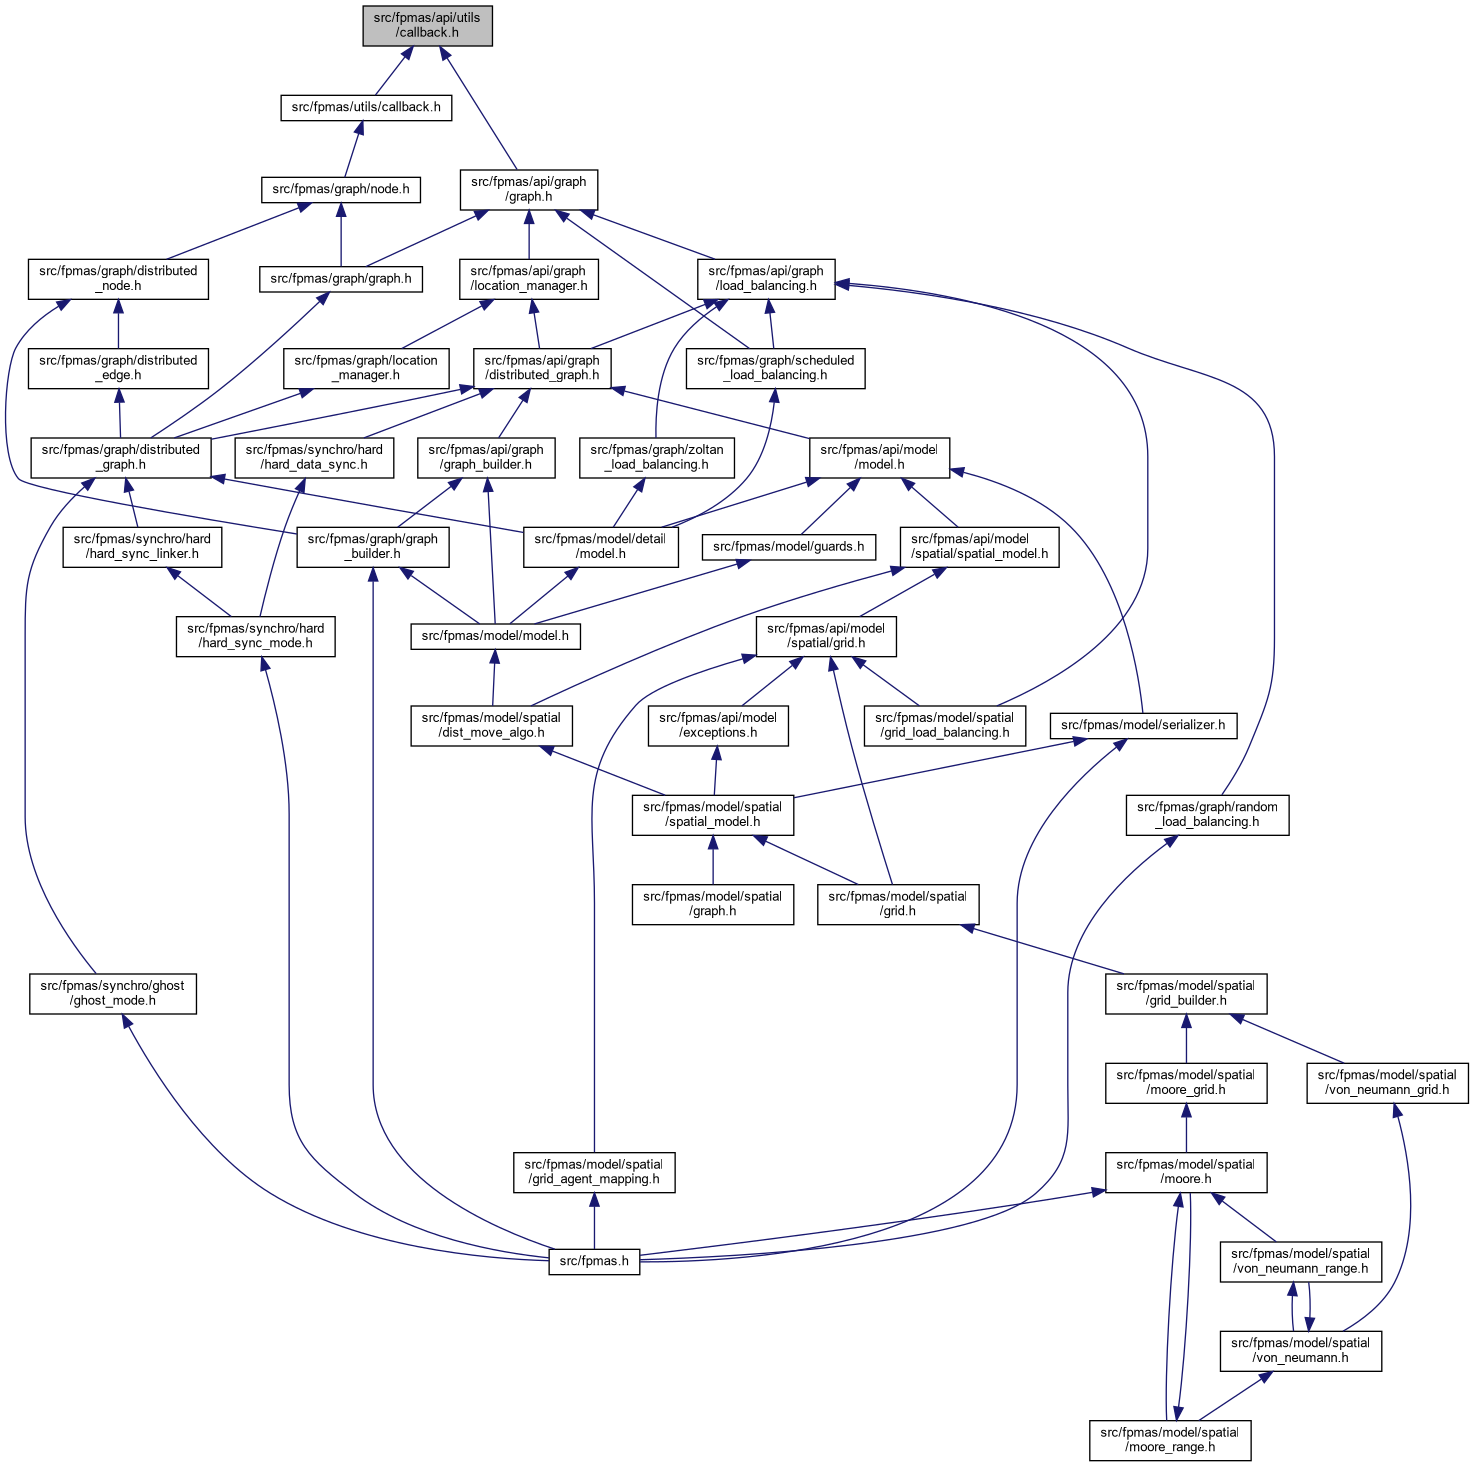 src/fpmas/api/utils
/callback.h
src/fpmas/utils/callback.h
src/fpmas/graph/node.h
src/fpmas/api/graph
/graph.h
src/fpmas/graph/distributed
_node.h
src/fpmas/graph/graph.h
src/fpmas/api/graph
/location_manager.h
src/fpmas/api/graph
/load_balancing.h
src/fpmas/graph/distributed
_edge.h
src/fpmas/graph/location
_manager.h
src/fpmas/api/graph
/distributed_graph.h
src/fpmas/graph/scheduled
_load_balancing.h
src/fpmas/graph/distributed
_graph.h
src/fpmas/synchro/hard
/hard_data_sync.h
src/fpmas/api/graph
/graph_builder.h
src/fpmas/graph/zoltan
_load_balancing.h
src/fpmas/api/model
/model.h
src/fpmas/synchro/hard
/hard_sync_linker.h
src/fpmas/graph/graph
_builder.h
src/fpmas/model/detail
/model.h
src/fpmas/model/guards.h
src/fpmas/api/model
/spatial/spatial_model.h
src/fpmas/synchro/hard
/hard_sync_mode.h
src/fpmas/model/model.h
src/fpmas/api/model
/spatial/grid.h
src/fpmas/model/spatial
/dist_move_algo.h
src/fpmas/api/model
/exceptions.h
src/fpmas/model/spatial
/grid_load_balancing.h
src/fpmas/model/serializer.h
src/fpmas/model/spatial
/spatial_model.h
src/fpmas/graph/random
_load_balancing.h
src/fpmas/model/spatial
/graph.h
src/fpmas/model/spatial
/grid.h
src/fpmas/synchro/ghost
/ghost_mode.h
src/fpmas/model/spatial
/grid_builder.h
src/fpmas/model/spatial
/moore_grid.h
src/fpmas/model/spatial
/von_neumann_grid.h
src/fpmas/model/spatial
/grid_agent_mapping.h
src/fpmas/model/spatial
/moore.h
src/fpmas.h
src/fpmas/model/spatial
/von_neumann_range.h
src/fpmas/model/spatial
/von_neumann.h
src/fpmas/model/spatial
/moore_range.h